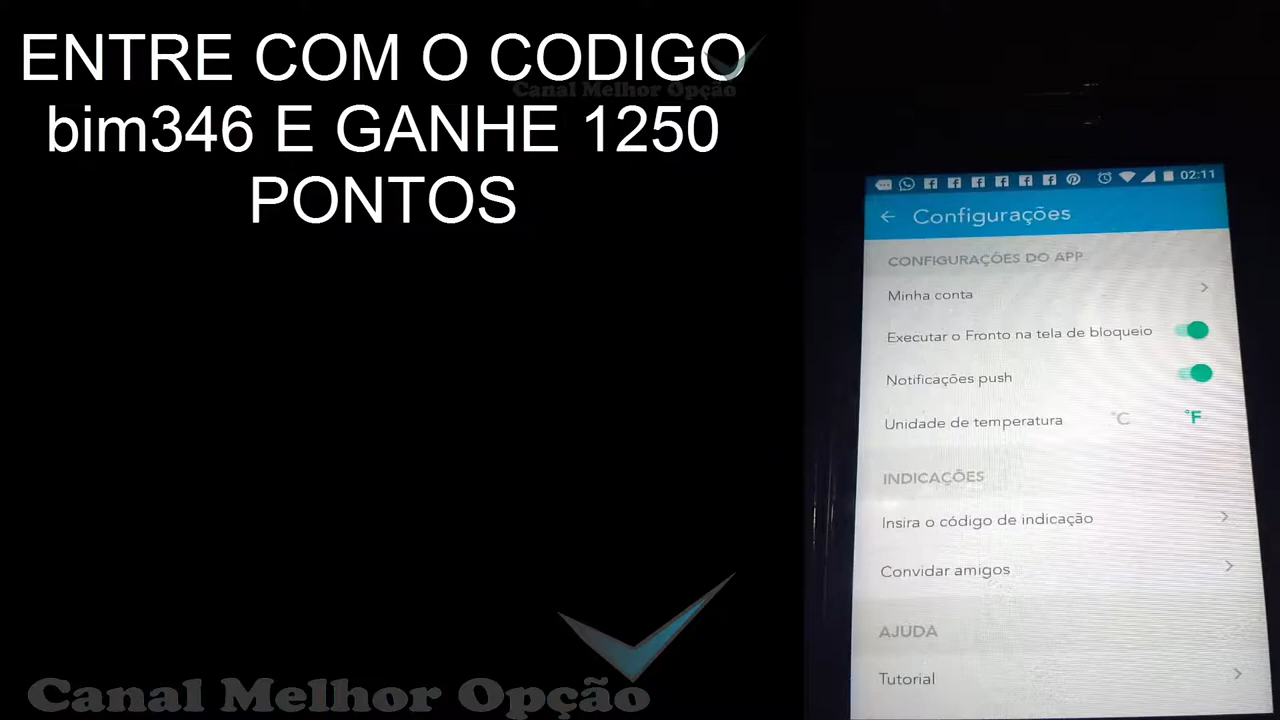 ENTRE COM O CODIGO
Canal Melhor Opção
bim346 E GANHE 1250
PONTOS
02:11
Configurações
CONFIGURAÇÕES DO APP
Minha conta
Executar o Fronto na tela de bloqueio
Notificações push
Unidade de temperatura °C °F
INDICAÇÕES
Insira o código de indicação
Convidar amigos
AJUDA
Tutorial
Canal Melhor Opção